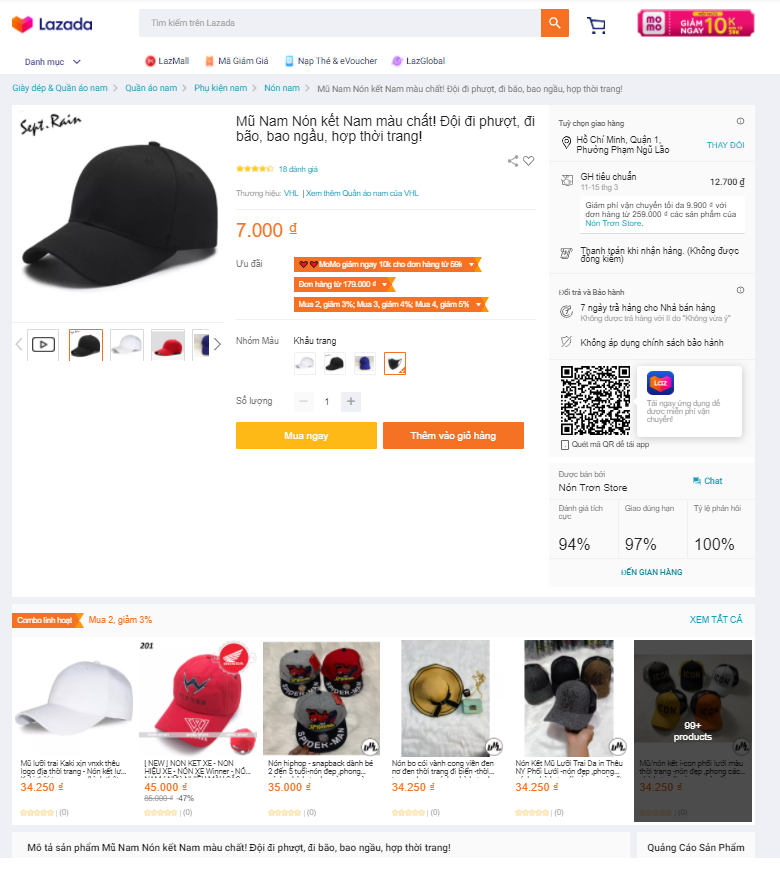 Lazada
Tìm kiếm trên Lazada
momo
GIẢM NGAY 10K
Danh mục
LazMall
Mã Giảm Giá
Nạp Thẻ & eVoucher
LazGlobal
Giày dép & Quần áo nam > Quần áo nam > Phụ kiện nam > Nón nam > Mũ Nam Nón kết Nam màu chất! Đội đi phượt, đi bão, bao ngầu, hợp thời trang!
Sept.Rain
Mũ Nam Nón kết Nam màu chất! Đội đi phượt, đi
bão, bao ngầu, hợp thời trang!
18 đánh giá
Thương hiệu: VHL | Xem thêm Quần áo nam của VHL
7.000 ₫
Ưu đãi
MoMo giảm ngay 10k cho đơn hàng từ 59k
Đơn hàng từ 179.000 ₫
Mua 2, giảm 3%; Mua 3, giảm 4%; Mua 4, giảm 5%
Nhóm Màu
Khẩu trang
Số lượng
1
Mua ngay
Thêm vào giỏ hàng
Tuỳ chọn giao hàng
Hồ Chí Minh, Quận 1,
Phường Phạm Ngũ Lão
THAY ĐỔI
GH tiêu chuẩn
11-15 thg 3
12.700 ₫
Giảm phí vận chuyển tối đa 9.900 ₫ với
đơn hàng từ 259.000 ₫ các sản phẩm của
Nón Trơn Store.
Thanh toán khi nhận hàng. (Không được
đồng kiểm)
Đổi trả và Bảo hành
7 ngày trả hàng cho Nhà bán hàng
Không được trả hàng với lí do "Không vừa ý"
Không áp dụng chính sách bảo hành
Laz
Tải ngay ứng dụng để
được miễn phí vận
chuyển!
Quét mã QR để tải app
Được bán bởi
Nón Trơn Store
Chat
Đánh giá tích
cực
Giao đúng hạn
Tỷ lệ phản hồi
94%
97%
100%
ĐẾN GIAN HÀNG
Combo linh hoạt
Mua 2, giảm 3%
XEM TẤT CẢ
201
HONDA
SPIDER-MAN
99+
products
Mũ lưỡi trai Kaki xịn vnxk thêu
logo địa thời trang - Nón kết lư...
34.250 ₫
(0)
[ NEW ] NON KET XE - NON
HIỆU XE - NÓN XE Winner - NÓ...
45.000 ₫
85.000 ₫ -47%
(0)
Nón hiphop - snapback dành bé
2 đến 5 tuổi-nón đẹp ,phong...
35.000 ₫
(0)
Nón bo cói vành cong viền đen
nơ đen thời trang đi biển -thời...
34.250 ₫
(0)
Nón Kết Mũ Lưỡi Trai Da in Thêu
NY Phối Lưới -nón đẹp ,phong...
34.250 ₫
(0)
Mũ/nón kết i-con phối lưới màu
thời trang -nón đẹp ,phong các...
34.250 ₫
(0)
Mô tả sản phẩm Mũ Nam Nón kết Nam màu chất! Đội đi phượt, đi bão, bao ngầu, hợp thời trang!
Quảng Cáo Sản Phẩm